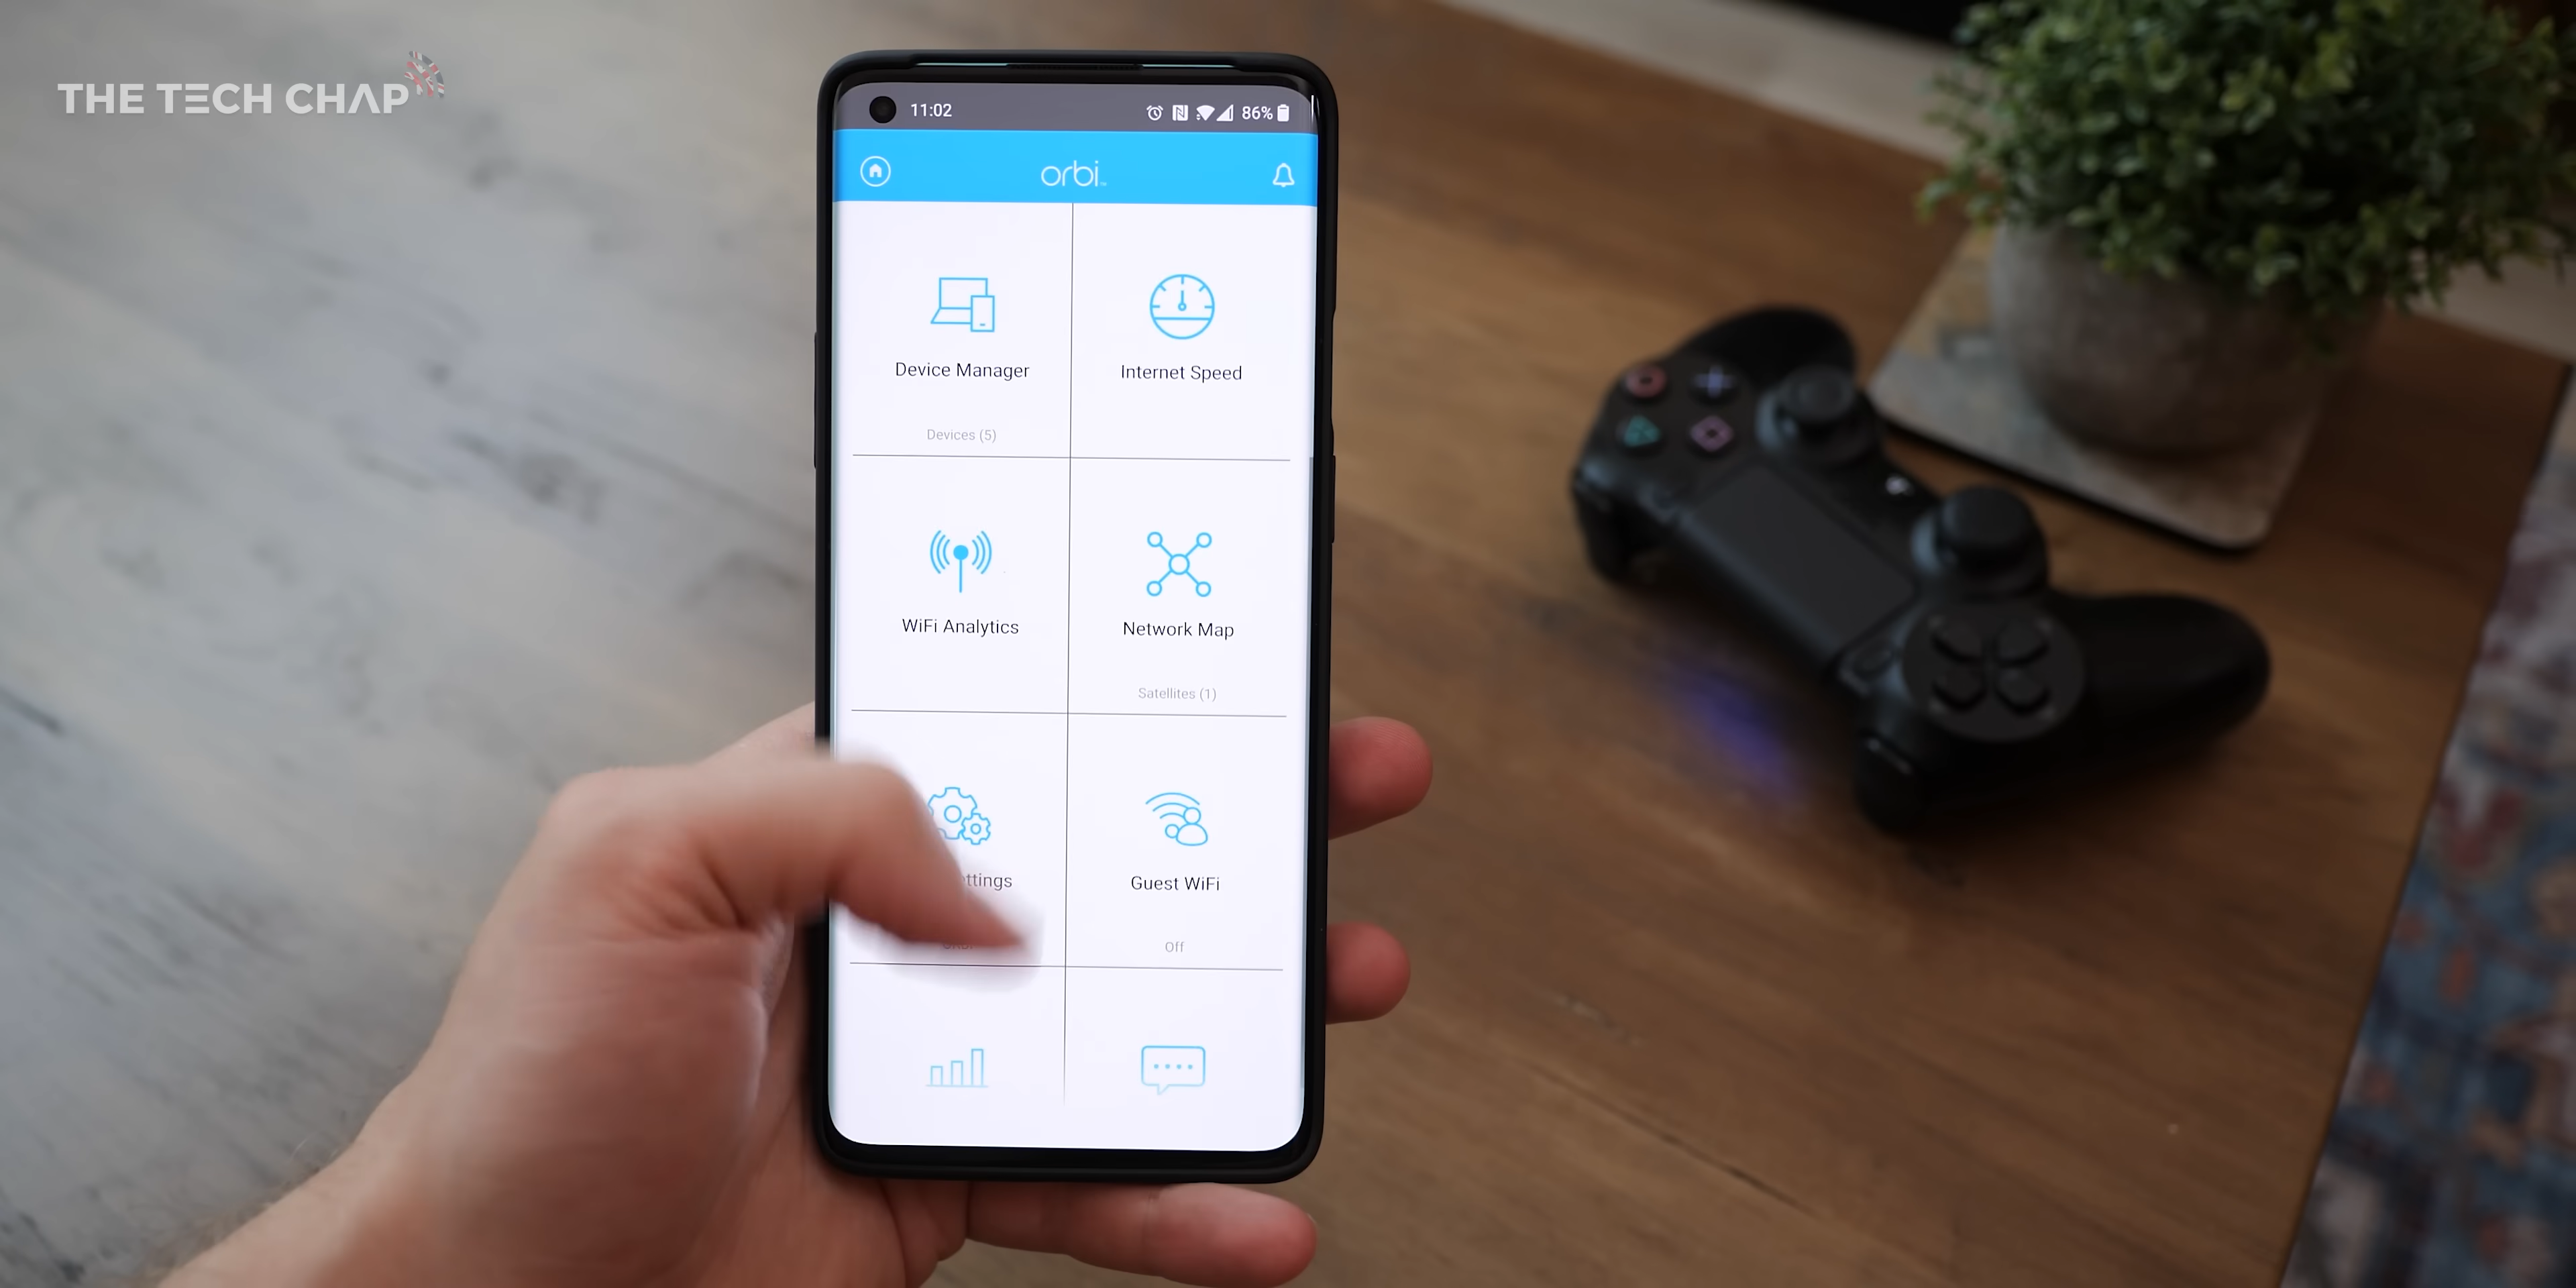 THE TECH CHAP
11:02
86%
orbi
Device Manager
Internet Speed
Devices (5)
WiFi Analytics
Network Map
Satellites (1)
Guest WiFi
Off